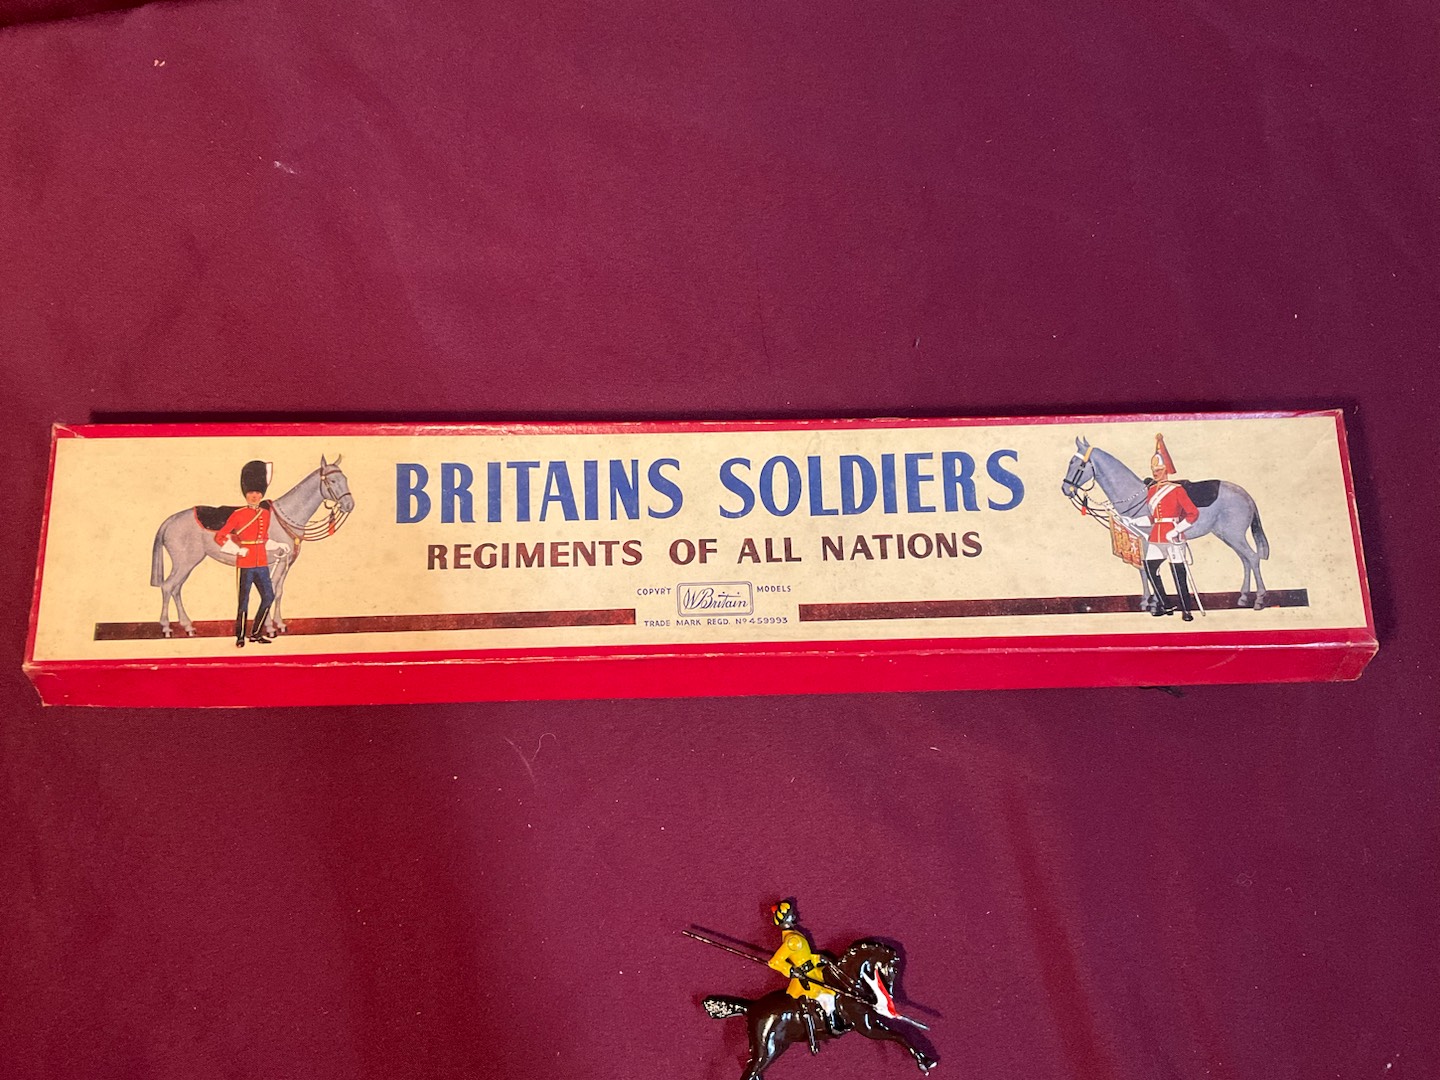 BRITAINS SOLDIERS
REGIMENTS OF ALL NATIONS
COPYRT W Britain MODELS
TRADE MARK REGD. Nº 459993